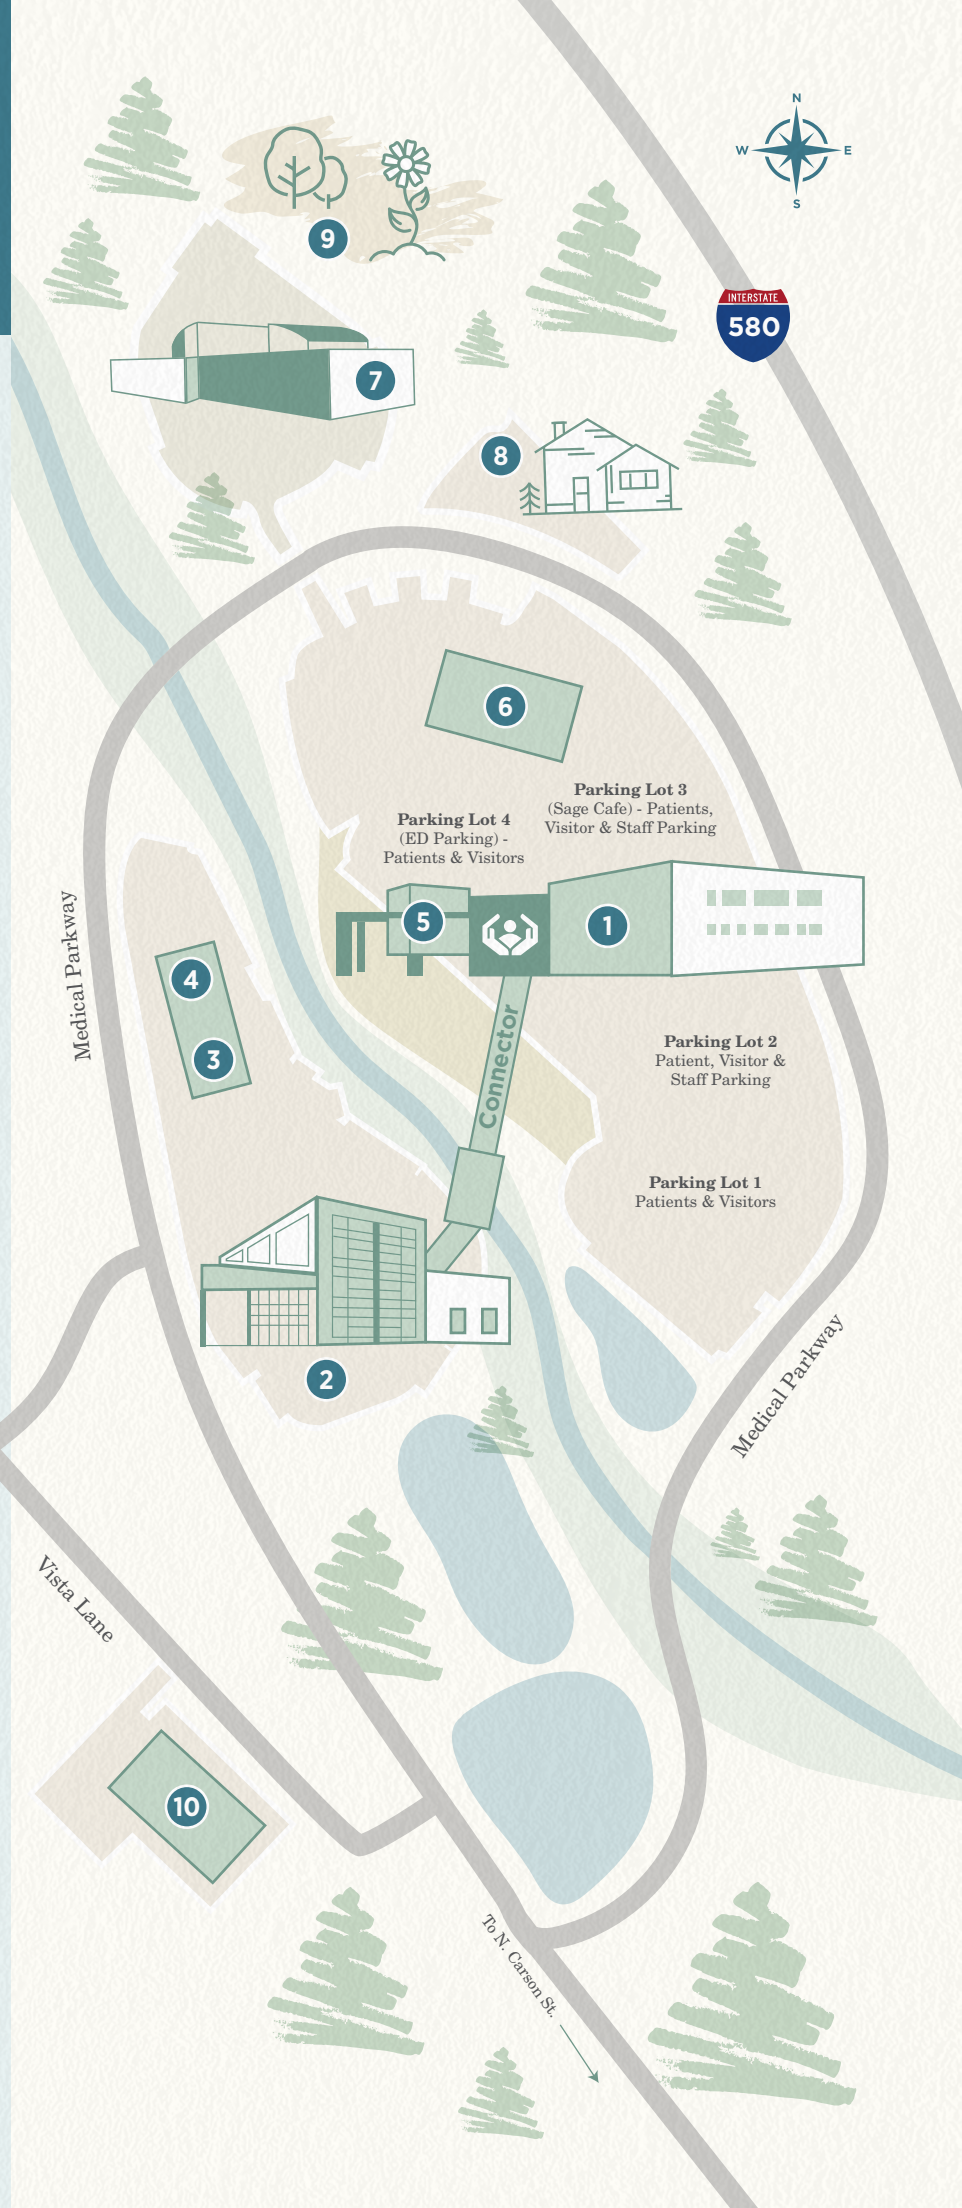 N
W
E
S
9
INTERSTATE
580
7
8
6
Parking Lot 3
(Sage Cafe) - Patients,
Visitor & Staff Parking
Parking Lot 4
(ED Parking) -
Patients & Visitors
5
1
Medical Parkway
4
3
Connector
Parking Lot 2
Patient, Visitor &
Staff Parking
Parking Lot 1
Patients & Visitors
2
Medical Parkway
Vista Lane
10
To N. Carson St.